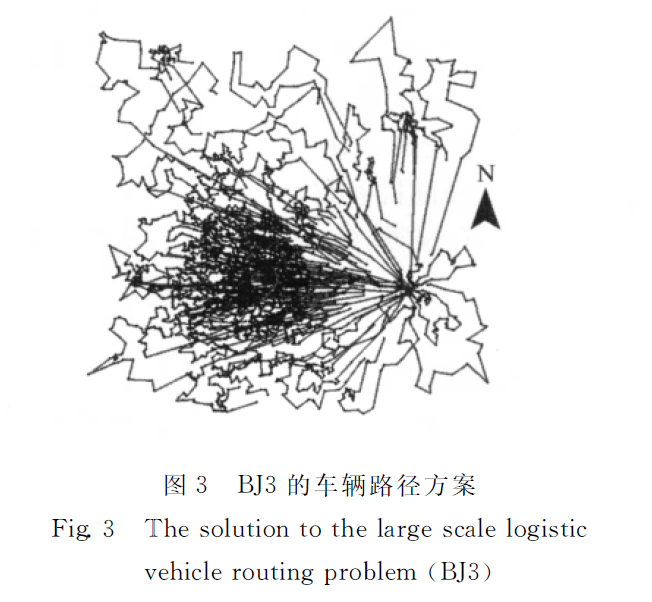 N
图 3 BJ3 的车辆路径方案
Fig. 3 The solution to the large scale logistic
vehicle routing problem (BJ3)